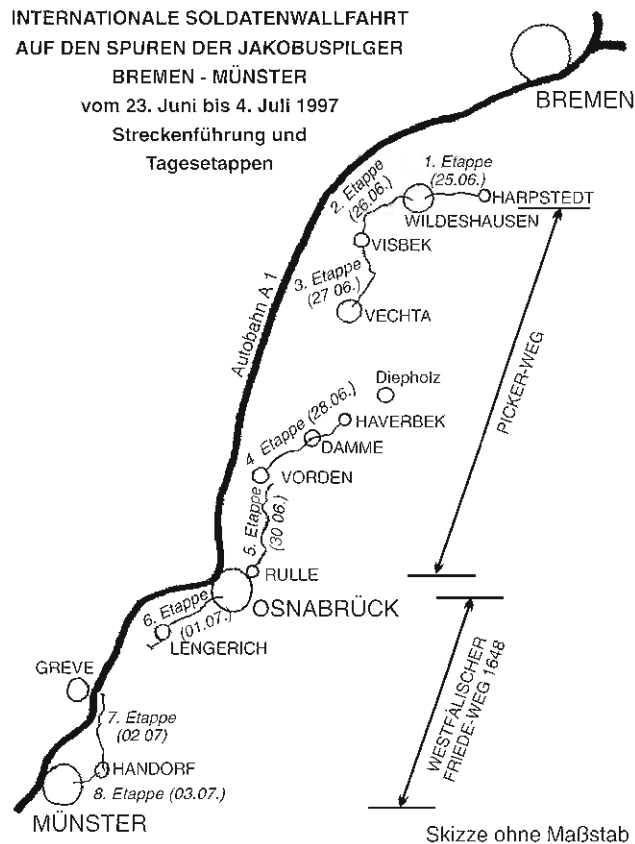 INTERNATIONALE SOLDATENWALLFAHRT
AUF DEN SPUREN DER JAKOBUSPILGER
BREMEN - MÜNSTER
vom 23. Juni bis 4. Juli 1997
Streckenführung und
Tagesetappen
BREMEN
1. Etappe
(25.06.)
HARPSTEDT
2. Etappe
(26.06.)
WILDESHAUSEN
VISBEK
3. Etappe
(27 06.)
VECHTA
Autobahn A 1
PICKER-WEG
Diepholz
4 Etappe (28.06.)
HAVERBEK
DAMME
VORDEN
5. Etappe
(30 06.)
RULLE
OSNABRÜCK
6. Etappe
(01.07.)
LENGERICH
WESTFÄLISCHER
FRIEDE-WEG 1648
GREVE
7. Etappe
(02 07)
HANDORF
8. Etappe (03.07.)
MÜNSTER
Skizze ohne Maßstab